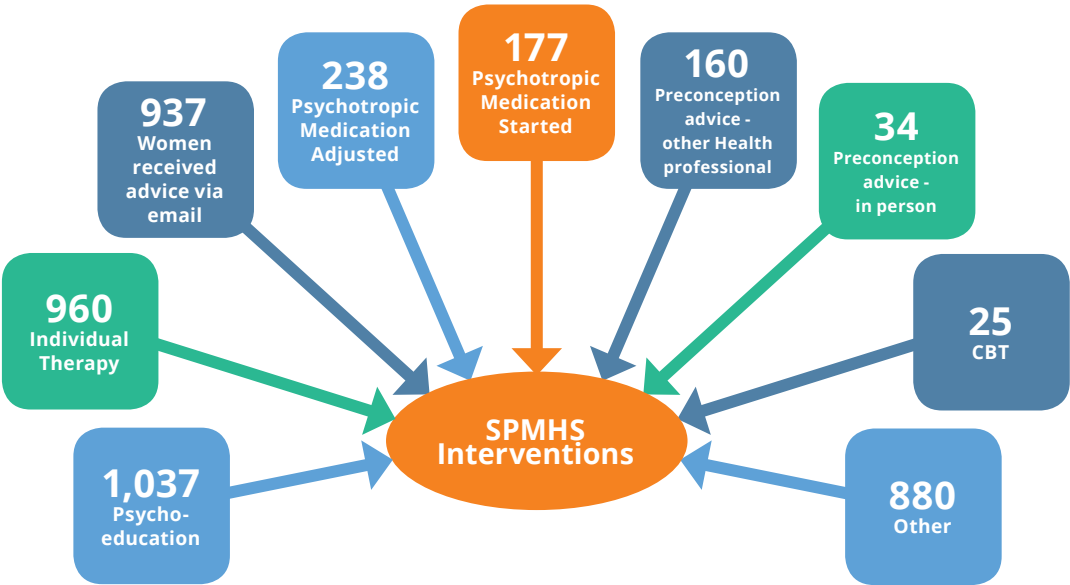 177
Psychotropic
Medication
Started
238
Psychotropic
Medication
Adjusted
160
Preconception
advice -
other Health
professional
937
Women
received
advice via
email
34
Preconception
advice -
in person
960
Individual
Therapy
25
CBT
SPMHS
Interventions
1,037
Psycho-
education
880
Other